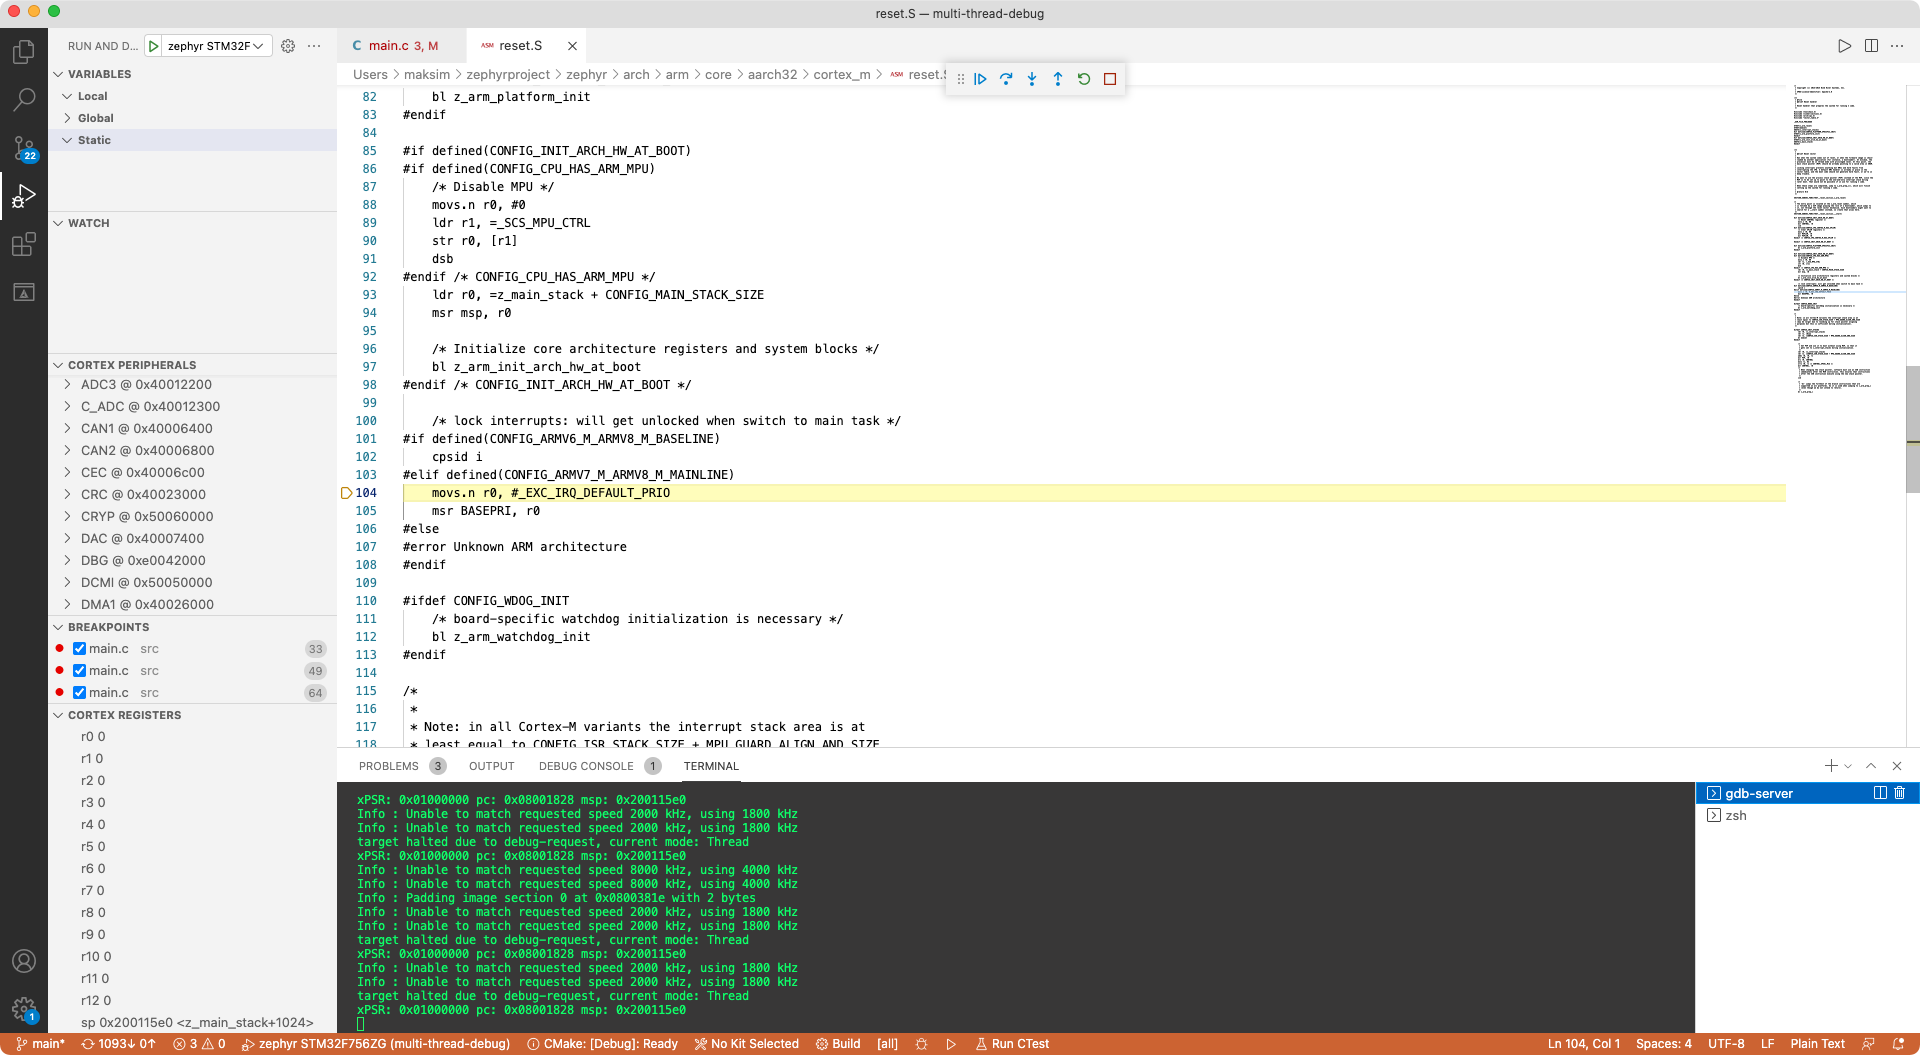 reset.S — multi-thread-debug
RUN AND D...
zephyr STM32F
C main.c 3, M
ASM reset.S
Users > maksim > zephyrproject > zephyr > arch > arm > core > aarch32 > cortex_m > ASM reset.S
VARIABLES
Local
Global
Static
22
WATCH
CORTEX PERIPHERALS
ADC3 @ 0x40012200
C_ADC @ 0x40012300
CAN1 @ 0x40006400
CAN2 @ 0x40006800
CEC @ 0x40006c00
CRC @ 0x40023000
CRYP @ 0x50060000
DAC @ 0x40007400
DBG @ 0xe0042000
DCMI @ 0x50050000
DMA1 @ 0x40026000
BREAKPOINTS
main.c src 33
main.c src 49
main.c src 64
CORTEX REGISTERS
r0 0
r1 0
r2 0
r3 0
r4 0
r5 0
r6 0
r7 0
r8 0
r9 0
r10 0
r11 0
r12 0
sp 0x200115e0 <z_main_stack+1024>
1
82 bl z_arm_platform_init
83 #endif
84
85 #if defined(CONFIG_INIT_ARCH_HW_AT_BOOT)
86 #if defined(CONFIG_CPU_HAS_ARM_MPU)
87 /* Disable MPU */
88 movs.n r0, #0
89 ldr r1, =_SCS_MPU_CTRL
90 str r0, [r1]
91 dsb
92 #endif /* CONFIG_CPU_HAS_ARM_MPU */
93 ldr r0, =z_main_stack + CONFIG_MAIN_STACK_SIZE
94 msr msp, r0
95
96 /* Initialize core architecture registers and system blocks */
97 bl z_arm_init_arch_hw_at_boot
98 #endif /* CONFIG_INIT_ARCH_HW_AT_BOOT */
99
100 /* lock interrupts: will get unlocked when switch to main task */
101 #if defined(CONFIG_ARMV6_M_ARMV8_M_BASELINE)
102 cpsid i
103 #elif defined(CONFIG_ARMV7_M_ARMV8_M_MAINLINE)
104 movs.n r0, #_EXC_IRQ_DEFAULT_PRIO
105 msr BASEPRI, r0
106 #else
107 #error Unknown ARM architecture
108 #endif
109
110 #ifdef CONFIG_WDOG_INIT
111 /* board-specific watchdog initialization is necessary */
112 bl z_arm_watchdog_init
113 #endif
114
115 /*
116 *
117 * Note: in all Cortex-M variants the interrupt stack area is at
118 * least equal to CONFIG_ISR_STACK_SIZE + MPU_GUARD_ALIGN_AND_SIZE
PROBLEMS 3 OUTPUT DEBUG CONSOLE 1 TERMINAL
xPSR: 0x01000000 pc: 0x08001828 msp: 0x200115e0
Info : Unable to match requested speed 2000 kHz, using 1800 kHz
Info : Unable to match requested speed 2000 kHz, using 1800 kHz
target halted due to debug-request, current mode: Thread
xPSR: 0x01000000 pc: 0x08001828 msp: 0x200115e0
Info : Unable to match requested speed 8000 kHz, using 4000 kHz
Info : Unable to match requested speed 8000 kHz, using 4000 kHz
Info : Padding image section 0 at 0x0800381e with 2 bytes
Info : Unable to match requested speed 2000 kHz, using 1800 kHz
Info : Unable to match requested speed 2000 kHz, using 1800 kHz
target halted due to debug-request, current mode: Thread
xPSR: 0x01000000 pc: 0x08001828 msp: 0x200115e0
Info : Unable to match requested speed 2000 kHz, using 1800 kHz
Info : Unable to match requested speed 2000 kHz, using 1800 kHz
target halted due to debug-request, current mode: Thread
xPSR: 0x01000000 pc: 0x08001828 msp: 0x200115e0
gdb-server
zsh
main* 1093↓ 0↑ 3 0 zephyr STM32F756ZG (multi-thread-debug) CMake: [Debug]: Ready No Kit Selected Build [all] Run CTest Ln 104, Col 1 Spaces: 4 UTF-8 LF Plain Text